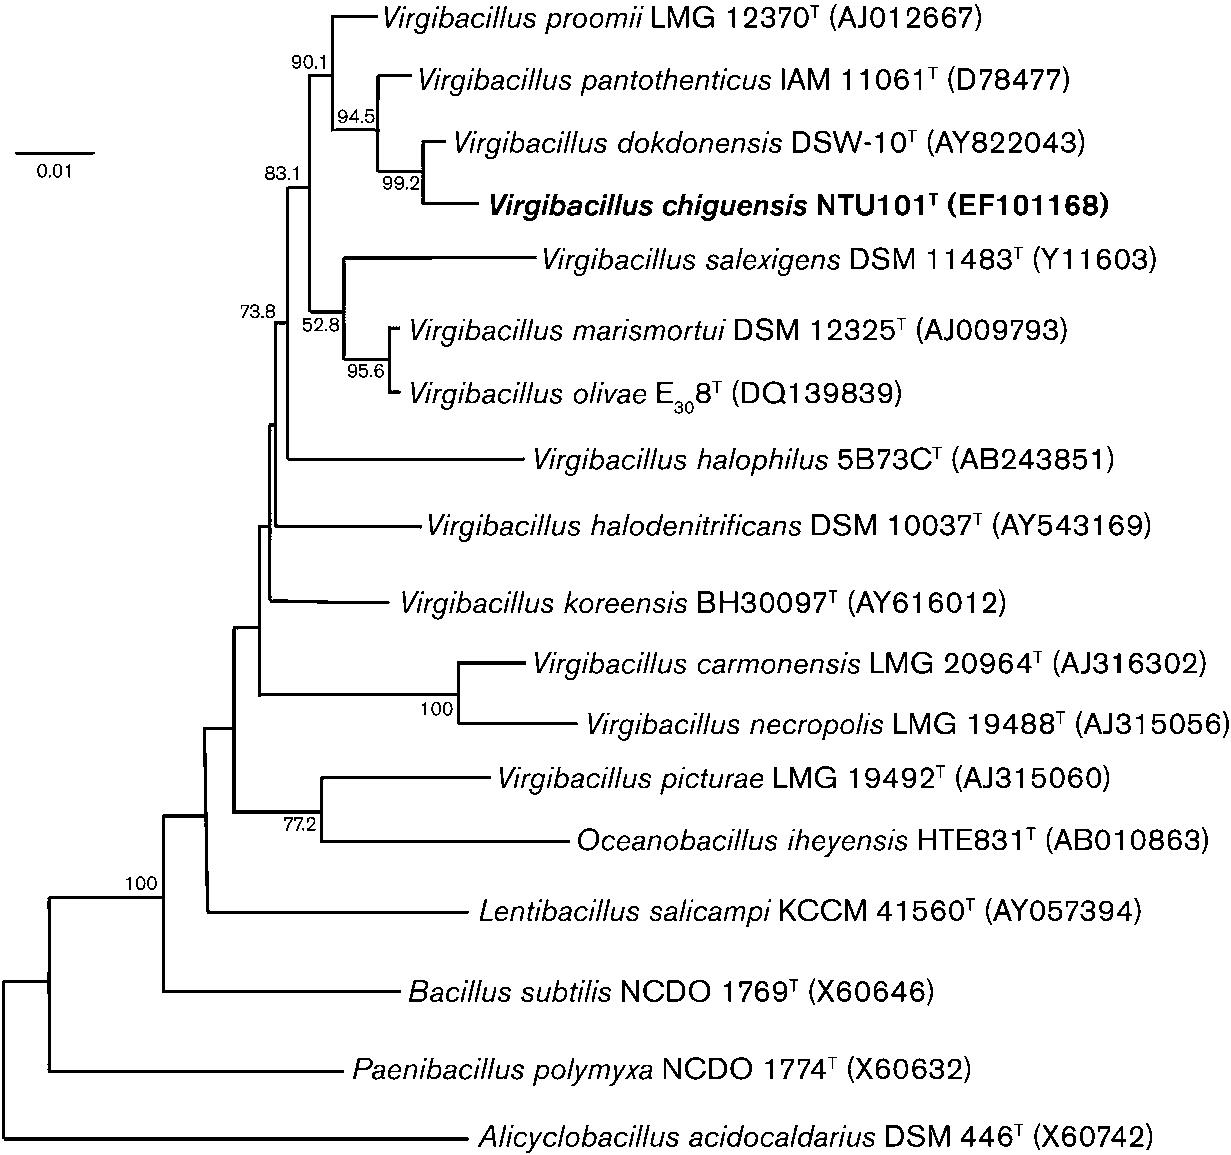 Virgibacillus proomii LMG 12370ᵀ (AJ012667)
90.1
Virgibacillus pantothenticus IAM 11061ᵀ (D78477)
94.5
Virgibacillus dokdonensis DSW-10ᵀ (AY822043)
0.01
83.1
99.2
Virgibacillus chiguensis NTU101ᵀ (EF101168)
Virgibacillus salexigens DSM 11483ᵀ (Y11603)
73.8
52.8
Virgibacillus marismortui DSM 12325ᵀ (AJ009793)
95.6
Virgibacillus olivae E₃₀8ᵀ (DQ139839)
Virgibacillus halophilus 5B73Cᵀ (AB243851)
Virgibacillus halodenitrificans DSM 10037ᵀ (AY543169)
Virgibacillus koreensis BH30097ᵀ (AY616012)
Virgibacillus carmonensis LMG 20964ᵀ (AJ316302)
100
Virgibacillus necropolis LMG 19488ᵀ (AJ315056)
Virgibacillus picturae LMG 19492ᵀ (AJ315060)
77.2
Oceanobacillus iheyensis HTE831ᵀ (AB010863)
100
Lentibacillus salicampi KCCM 41560ᵀ (AY057394)
Bacillus subtilis NCDO 1769ᵀ (X60646)
Paenibacillus polymyxa NCDO 1774ᵀ (X60632)
Alicyclobacillus acidocaldarius DSM 446ᵀ (X60742)